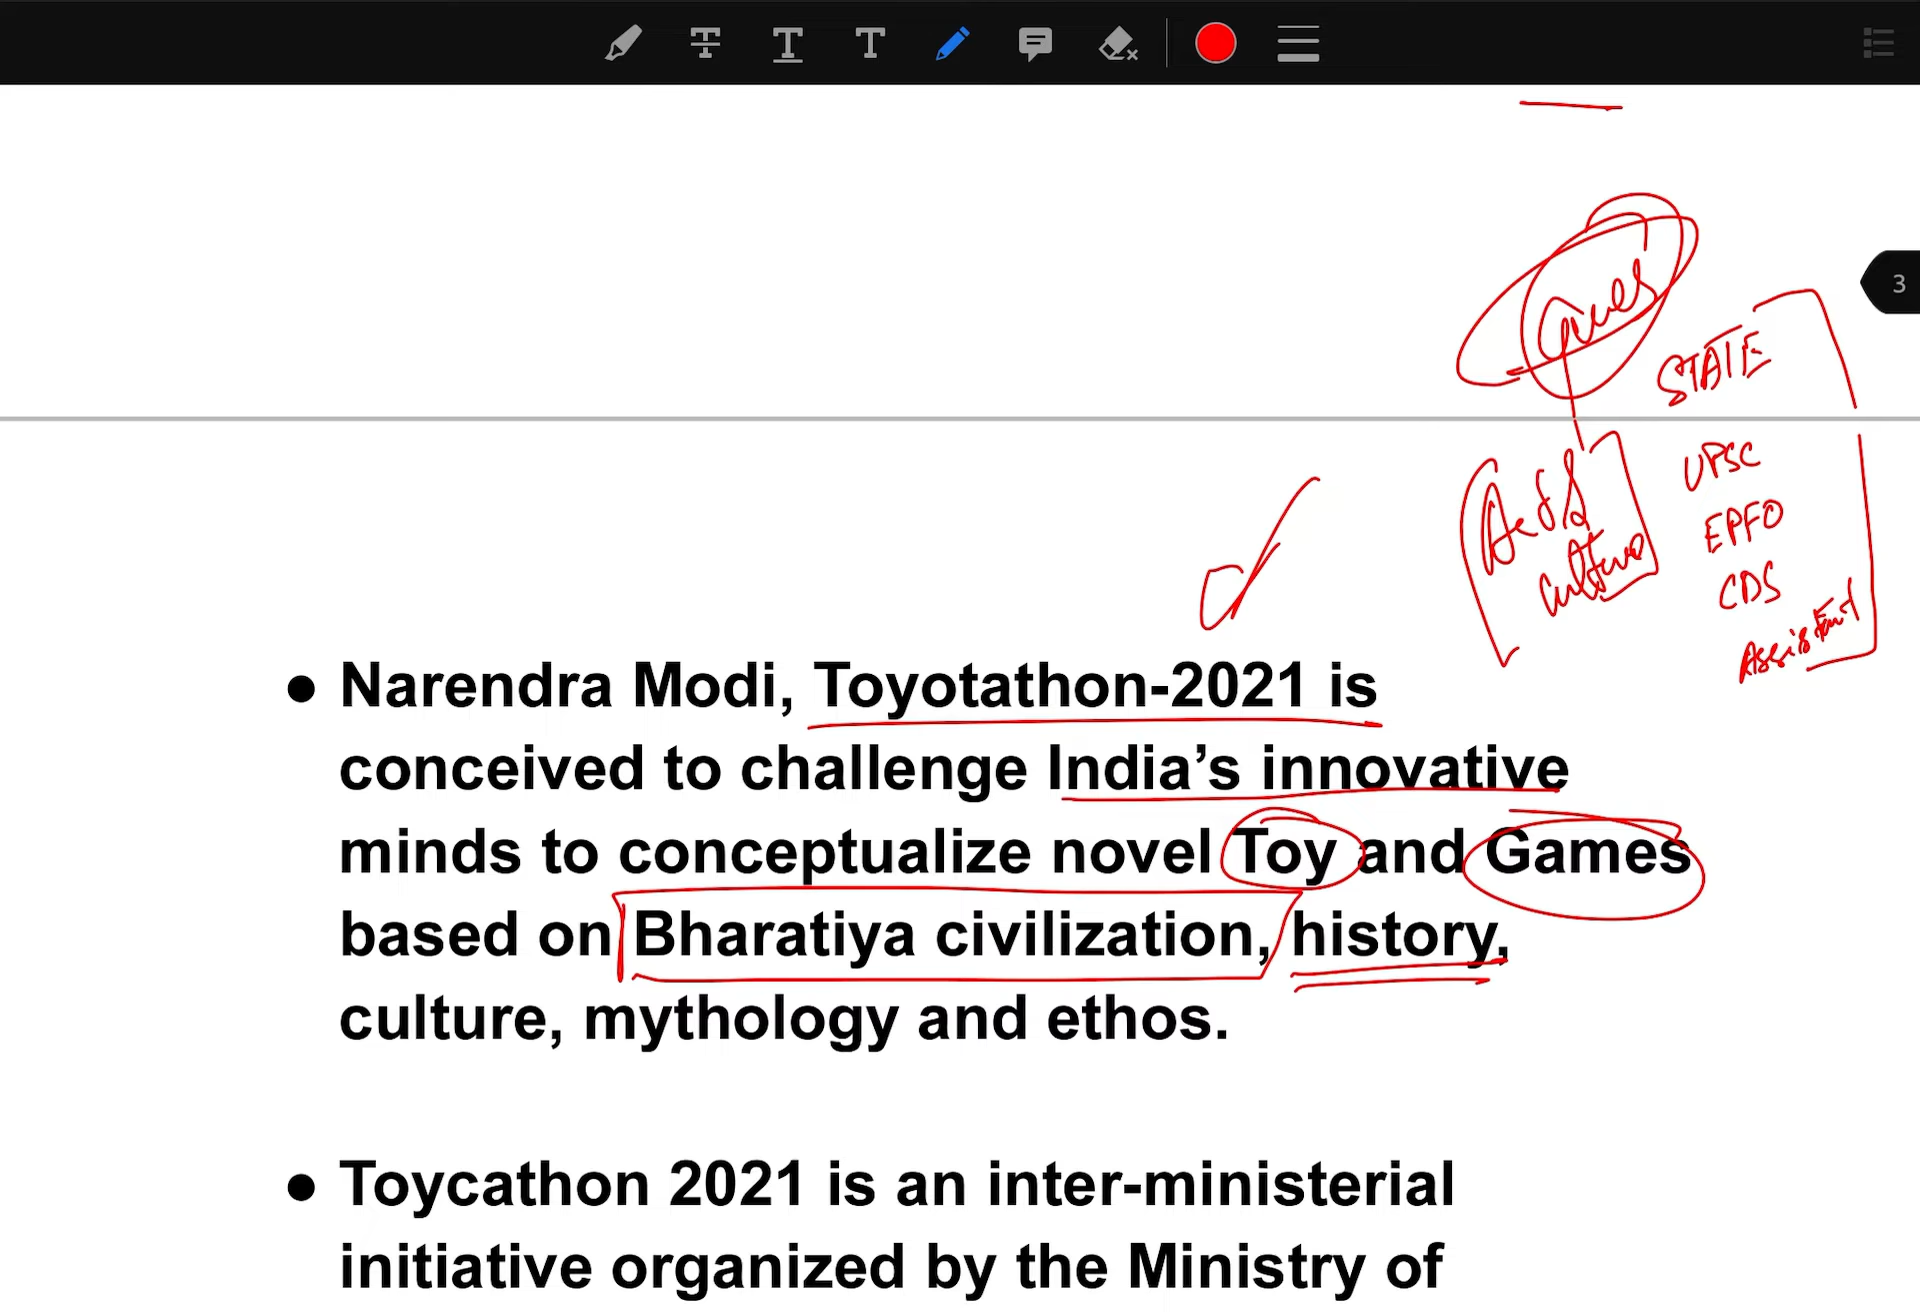 T T T
3
Games
STATE
UPSC
EPFO
CDS
Assistant
culture
● Narendra Modi, Toyotathon-2021 is
conceived to challenge India’s innovative
minds to conceptualize novel Toy and Games
based on Bharatiya civilization, history,
culture, mythology and ethos.
● Toycathon 2021 is an inter-ministerial
initiative organized by the Ministry of